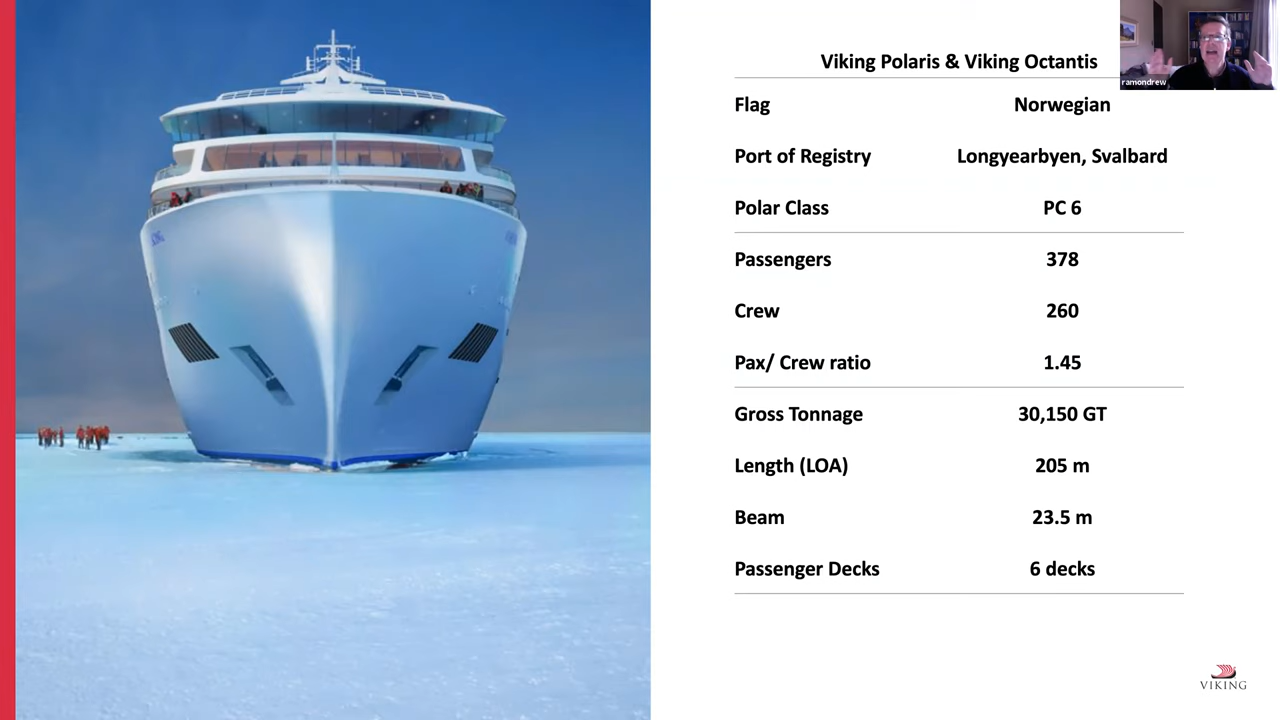 Viking Polaris & Viking Octantis
ramondrew
Flag Norwegian
Port of Registry Longyearbyen, Svalbard
Polar Class PC 6
Passengers 378
Crew 260
Pax/ Crew ratio 1.45
Gross Tonnage 30,150 GT
Length (LOA) 205 m
Beam 23.5 m
Passenger Decks 6 decks
VIKING